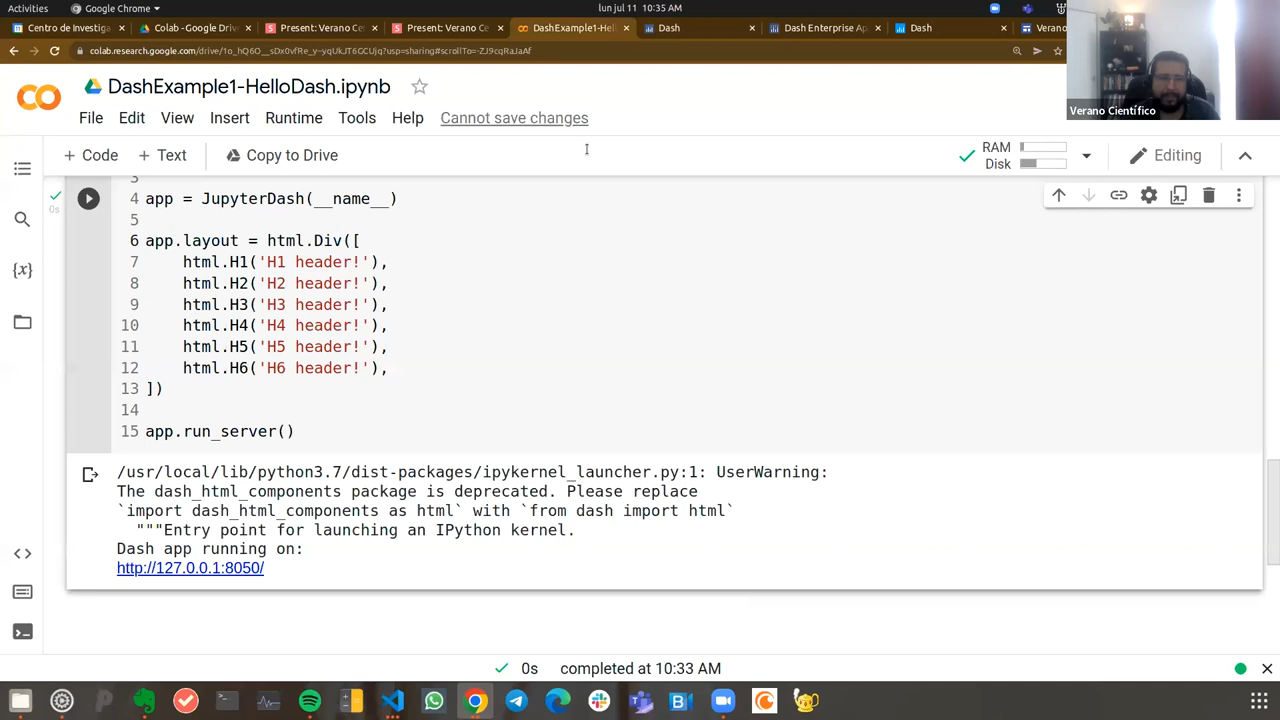 Activities
Google Chrome
lun jul 11 10:35 AM
Centro de Investiga
Colab - Google Driv
Present: Verano Ce
Present: Verano Ce
DashExample1-Hell
Dash
Dash Enterprise Ap
Dash
Verano
DashExample1-HelloDash.ipynb
File Edit View Insert Runtime Tools Help Cannot save changes
Verano Científico
+ Code + Text Copy to Drive
RAM
Disk
Editing
3
4 app = JupyterDash(__name__)
5
6 app.layout = html.Div([
7 html.H1('H1 header!'),
8 html.H2('H2 header!'),
9 html.H3('H3 header!'),
10 html.H4('H4 header!'),
11 html.H5('H5 header!'),
12 html.H6('H6 header!'),
13 ])
14
15 app.run_server()
0s
/usr/local/lib/python3.7/dist-packages/ipykernel_launcher.py:1: UserWarning:
The dash_html_components package is deprecated. Please replace
`import dash_html_components as html` with `from dash import html`
"""Entry point for launching an IPython kernel.
Dash app running on:
http://127.0.0.1:8050/
0s completed at 10:33 AM